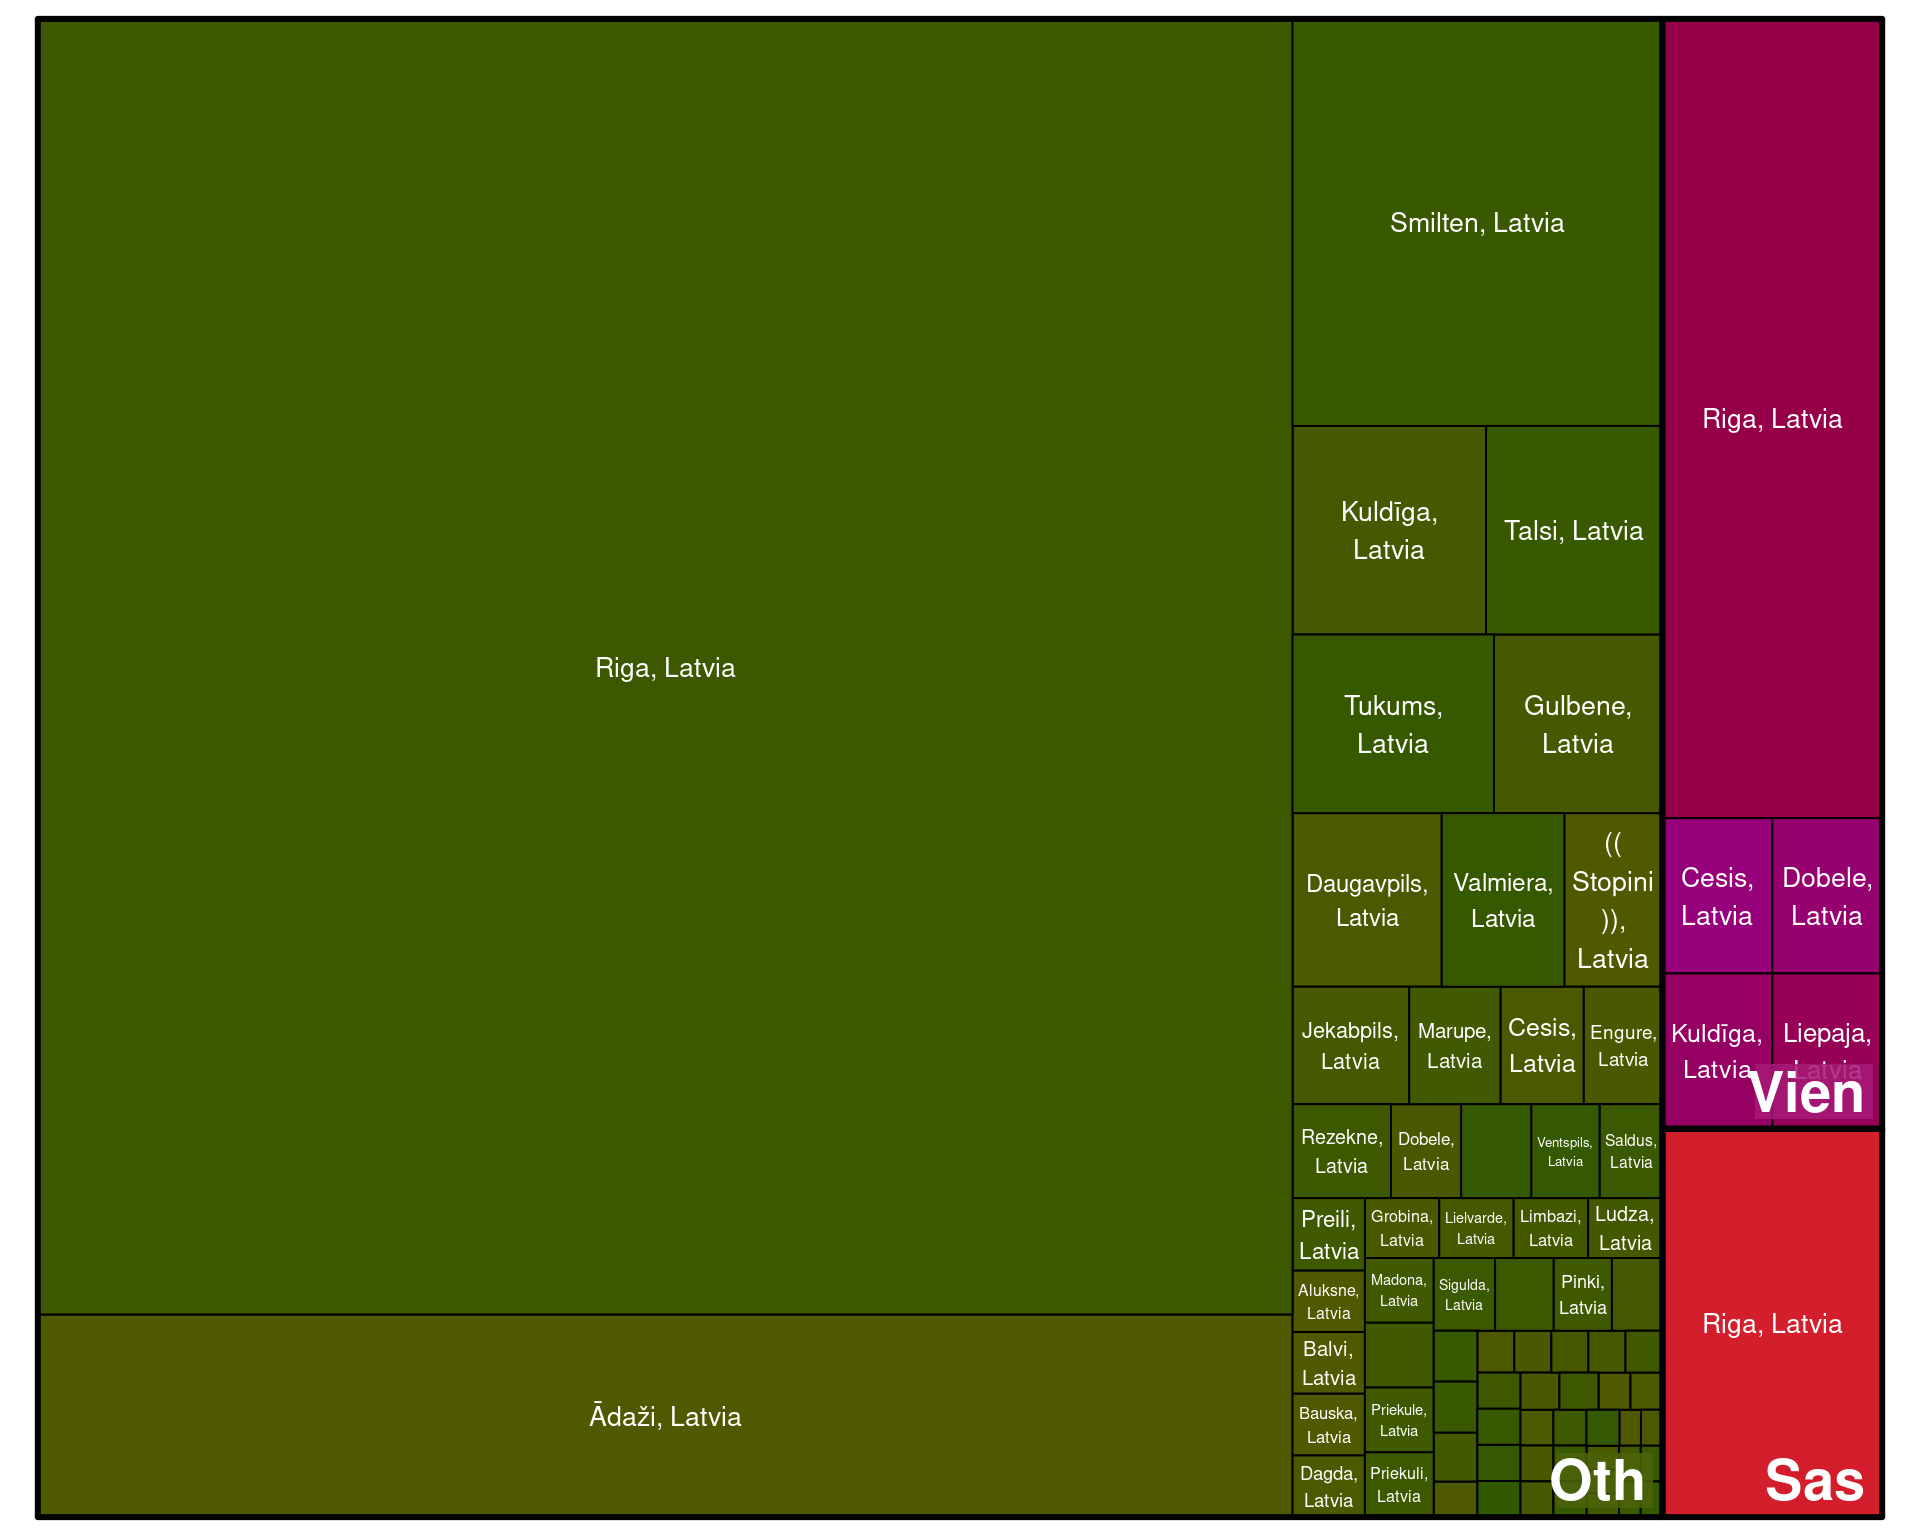 Riga, Latvia
Ādaži, Latvia
Smilten, Latvia
Kuldīga,
Latvia
Talsi, Latvia
Tukums,
Latvia
Gulbene,
Latvia
Daugavpils,
Latvia
Valmiera,
Latvia
((
Stopini
)),
Latvia
Jekabpils,
Latvia
Marupe,
Latvia
Cesis,
Latvia
Engure,
Latvia
Rezekne,
Latvia
Dobele,
Latvia
Ventspils,
Latvia
Saldus,
Latvia
Preili,
Latvia
Grobina,
Latvia
Lielvarde,
Latvia
Limbazi,
Latvia
Ludza,
Latvia
Aluksne,
Latvia
Madona,
Latvia
Sigulda,
Latvia
Pinki,
Latvia
Balvi,
Latvia
Bauska,
Latvia
Priekule,
Latvia
Dagda,
Latvia
Priekuli,
Latvia
Oth
Riga, Latvia
Cesis,
Latvia
Dobele,
Latvia
Kuldīga,
Latvia
Liepaja,
Latvia
Vien
Riga, Latvia
Sas